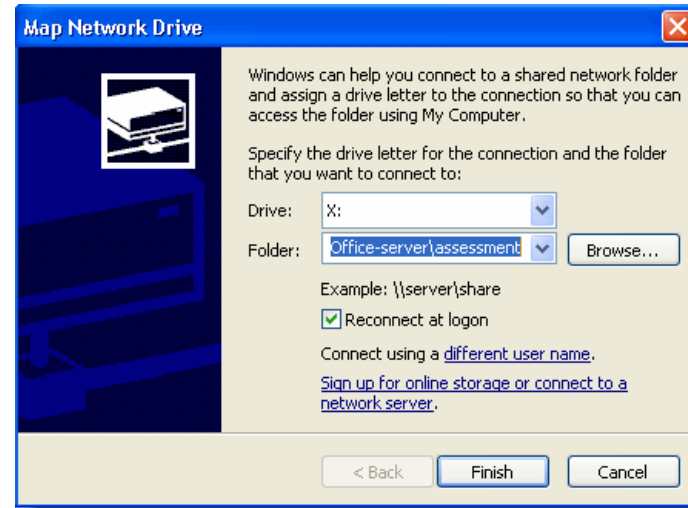 Map Network Drive
Windows can help you connect to a shared network folder
and assign a drive letter to the connection so that you can
access the folder using My Computer.
Specify the drive letter for the connection and the folder
that you want to connect to:
Drive: X:
Folder: Office-server\assessment Browse...
Example: \\server\share
Reconnect at logon
Connect using a different user name.
Sign up for online storage or connect to a
network server.
< Back Finish Cancel